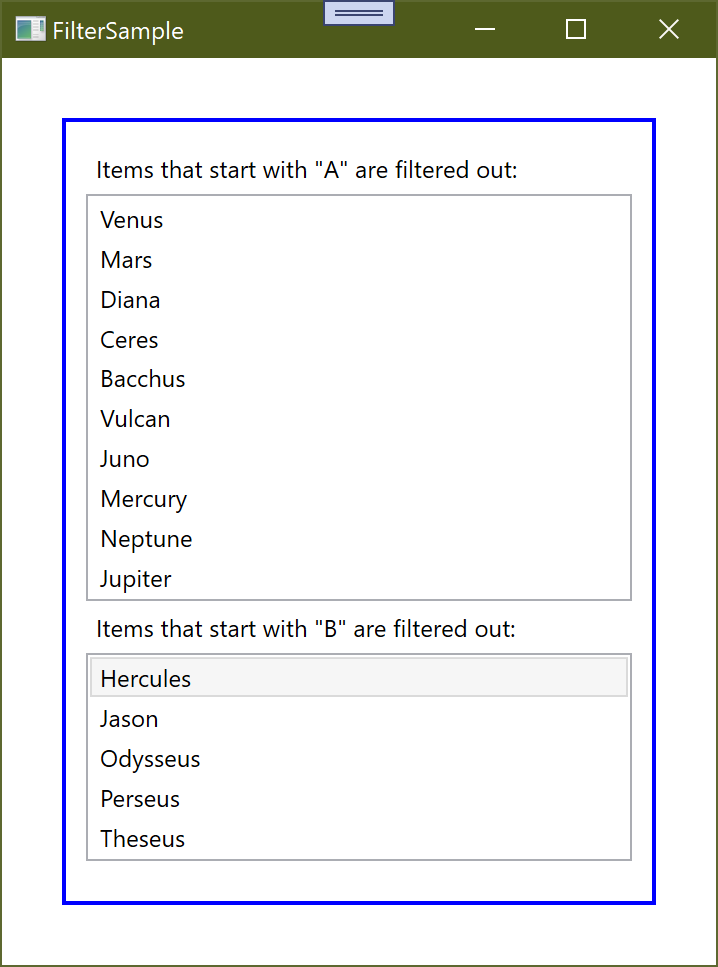 FilterSample
Items that start with "A" are filtered out:
Venus
Mars
Diana
Ceres
Bacchus
Vulcan
Juno
Mercury
Neptune
Jupiter
Items that start with "B" are filtered out:
Hercules
Jason
Odysseus
Perseus
Theseus